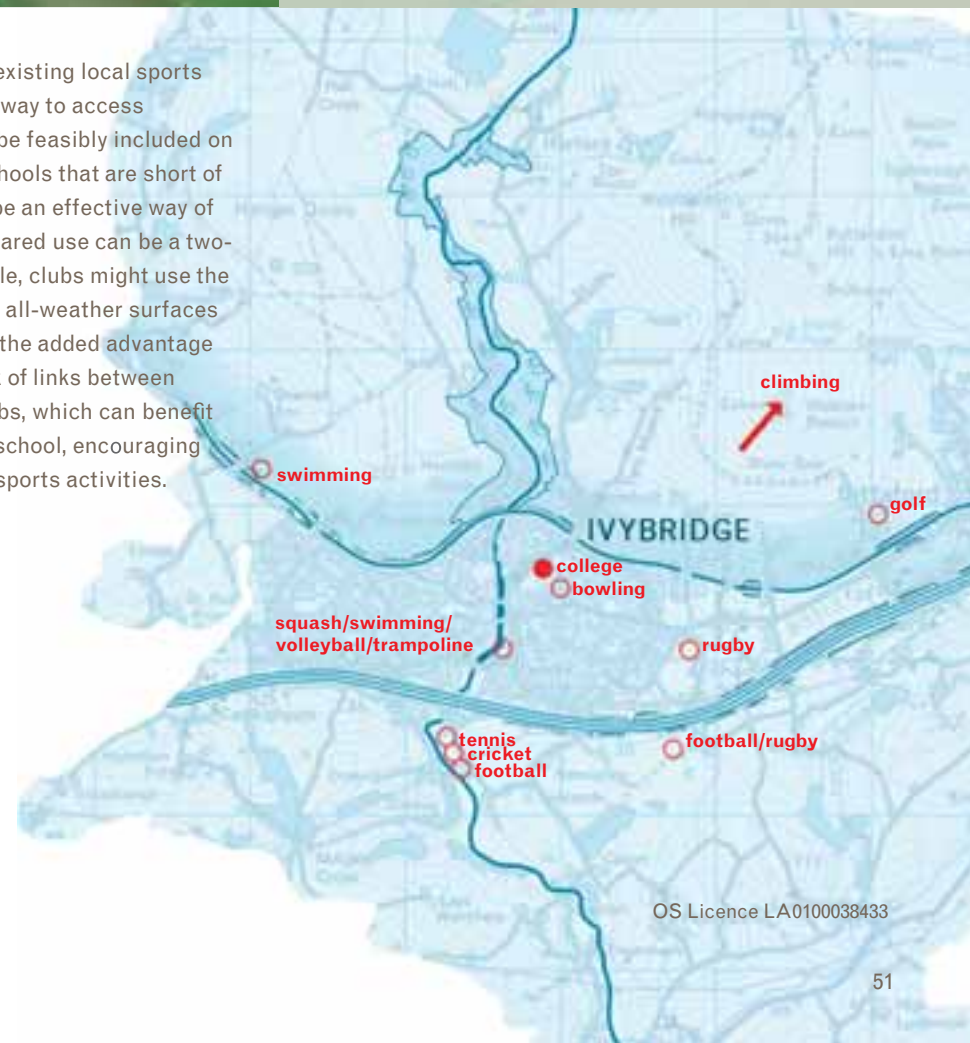 existing local sports
way to access
be feasibly included on
hools that are short of
be an effective way of
ared use can be a two-
le, clubs might use the
all-weather surfaces
the added advantage
of links between
bs, which can benefit
school, encouraging
sports activities.
climbing
swimming
golf
IVYBRIDGE
college
bowling
squash/swimming/
volleyball/trampoline
rugby
tennis
cricket
football
football/rugby
OS Licence LA0100038433
51